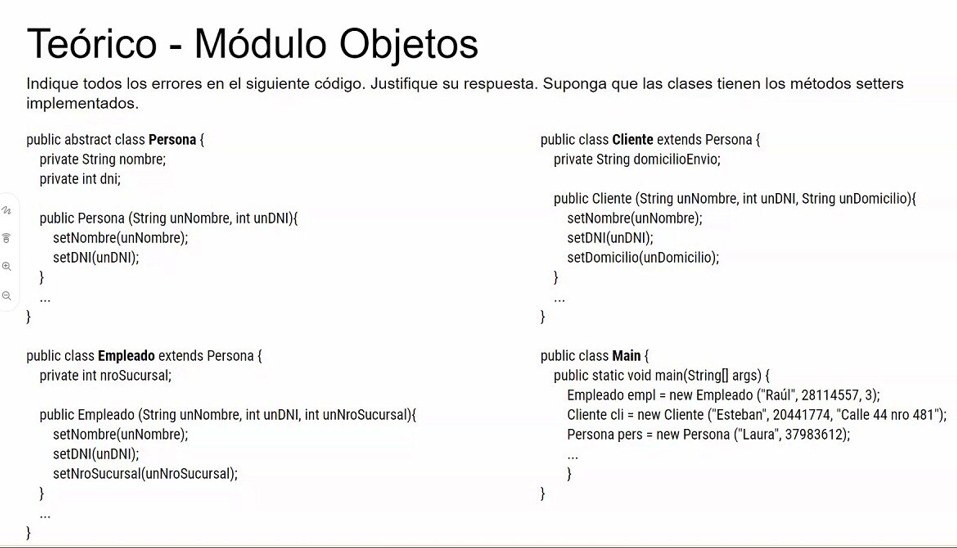 Teórico - Módulo Objetos
Indique todos los errores en el siguiente código. Justifique su respuesta. Suponga que las clases tienen los métodos setters
implementados.
public abstract class Persona {
private String nombre;
private int dni;
public Persona (String unNombre, int unDNI){
setNombre(unNombre);
setDNI(unDNI);
}
...
}
public class Cliente extends Persona {
private String domicilioEnvio;
public Cliente (String unNombre, int unDNI, String unDomicilio){
setNombre(unNombre);
setDNI(unDNI);
setDomicilio(unDomicilio);
}
...
}
public class Empleado extends Persona {
private int nroSucursal;
public Empleado (String unNombre, int unDNI, int unNroSucursal){
setNombre(unNombre);
setDNI(unDNI);
setNroSucursal(unNroSucursal);
}
...
}
public class Main {
public static void main(String[] args) {
Empleado empl = new Empleado ("Raúl", 28114557, 3);
Cliente cli = new Cliente ("Esteban", 20441774, "Calle 44 nro 481");
Persona pers = new Persona ("Laura", 37983612);
...
}
}